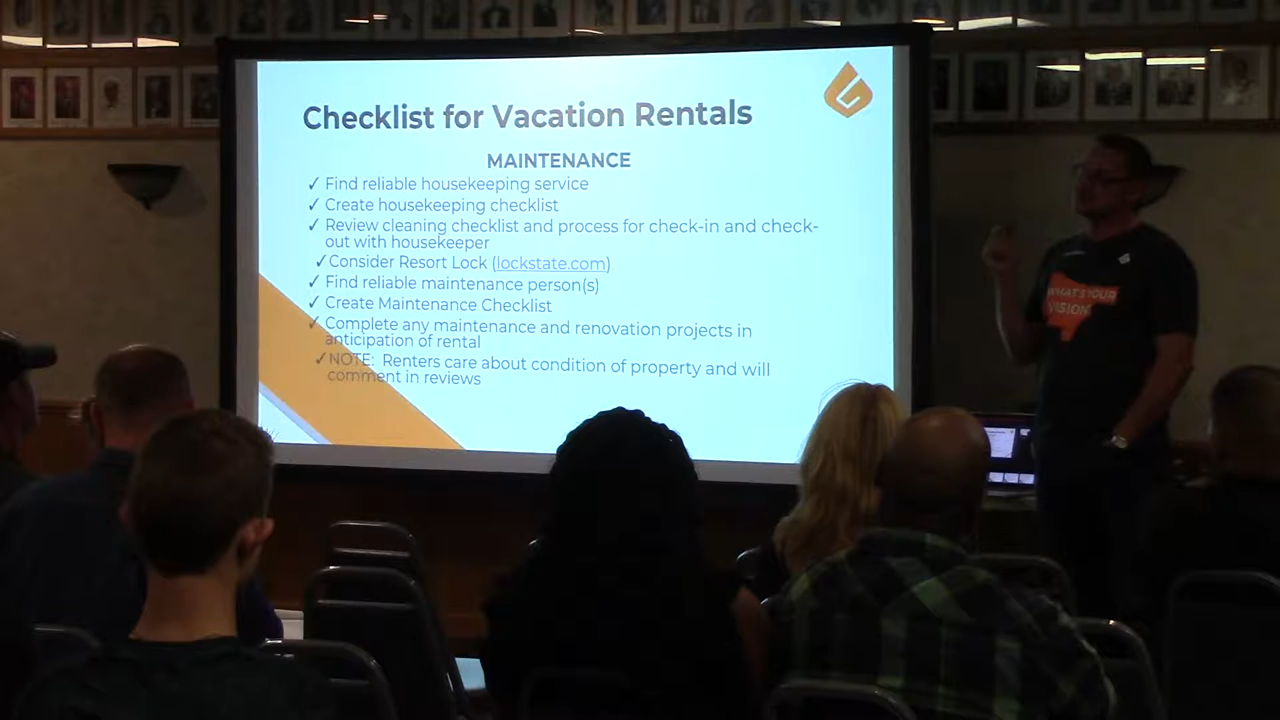 Checklist for Vacation Rentals
MAINTENANCE
✓ Find reliable housekeeping service
✓ Create housekeeping checklist
✓ Review cleaning checklist and process for check-in and check-
out with housekeeper
✓Consider Resort Lock (lockstate.com)
✓ Find reliable maintenance person(s)
✓ Create Maintenance Checklist
✓ Complete any maintenance and renovation projects in
anticipation of rental
✓NOTE: Renters care about condition of property and will
comment in reviews
WHAT'S YOUR
VISION